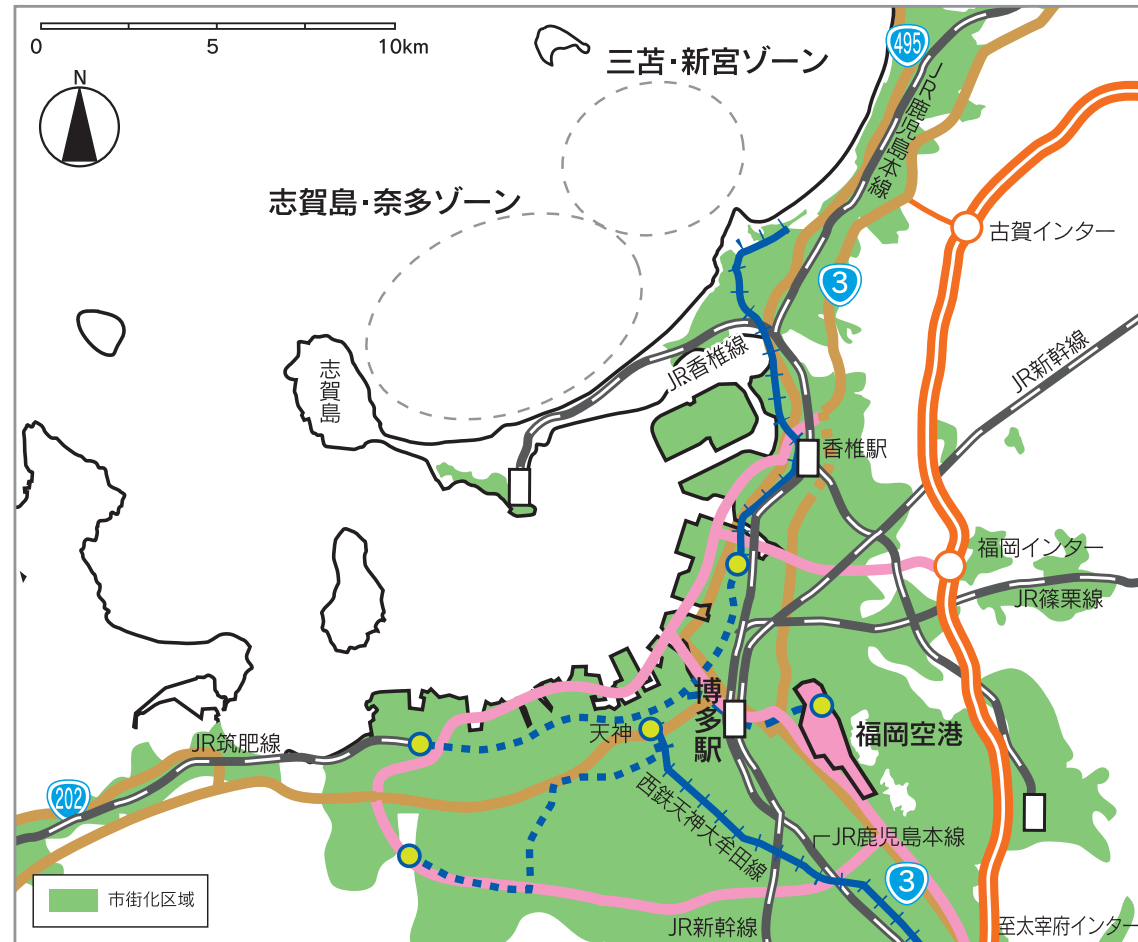 0
5
10km
N
三苫・新宮ゾーン
495
JR鹿児島本線
志賀島・奈多ゾーン
古賀インター
3
JR新幹線
志賀島
JR香椎線
香椎駅
福岡インター
JR篠栗線
博多駅
天神
福岡空港
JR筑肥線
202
西鉄天神大牟田線
JR鹿児島本線
3
市街化区域
JR新幹線
至太宰府インター